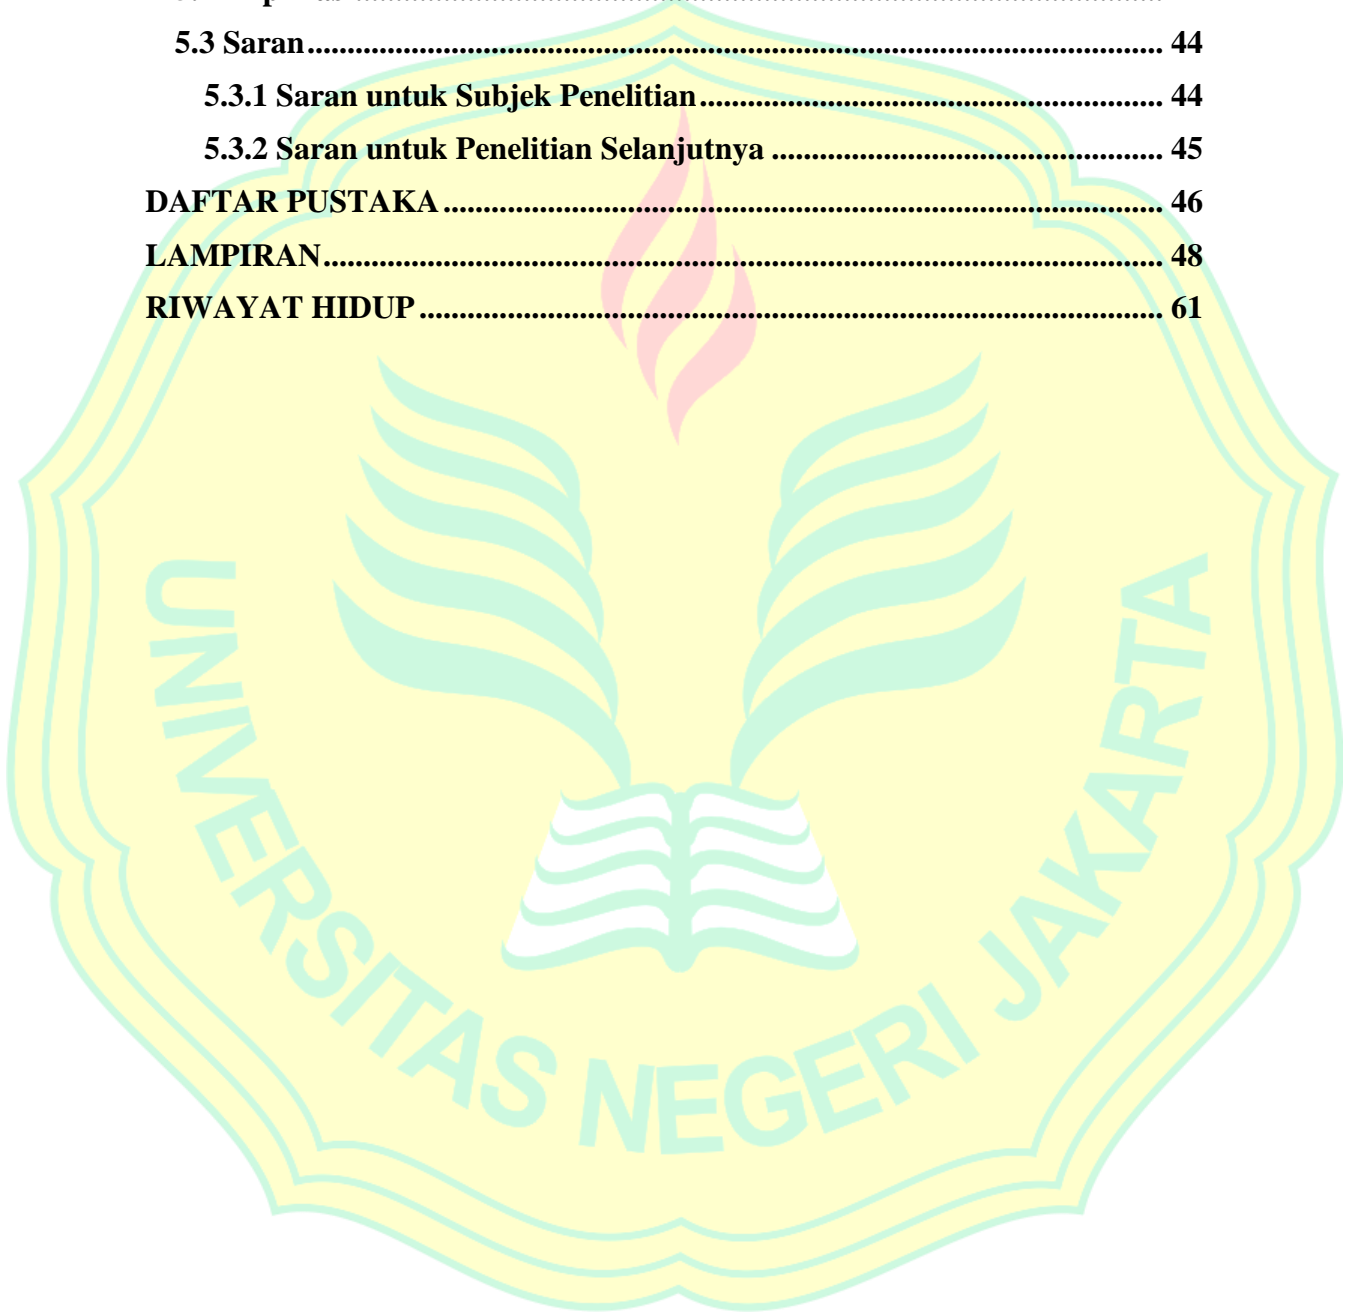 5.3 Saran.......................................................................................................... 44
5.3.1 Saran untuk Subjek Penelitian.......................................................... 44
5.3.2 Saran untuk Penelitian Selanjutnya ................................................. 45
DAFTAR PUSTAKA.......................................................................................... 46
LAMPIRAN......................................................................................................... 48
RIWAYAT HIDUP ............................................................................................. 61
UNIVERSITAS NEGERI JAKARTA